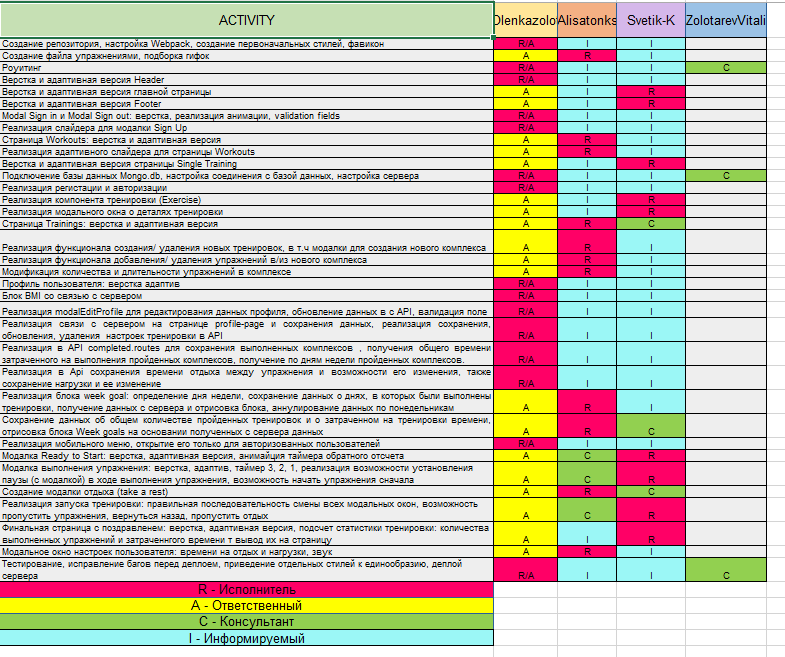 ACTIVITY Olenkazolo Alisatonks Svetik-K ZolotarevVitali
Создание репозитория, настройка Webpack, создание первоначальных стилей, фавикон R/A I I
Создание файла упражнениями, подборка гифок A R I
Роуитинг R/A I I C
Верстка и адаптивная версия Header R/A I I
Верстка и адаптивная версия главной страницы A I R
Верстка и адаптивная версия Footer A I R
Modal Sign in и Modal Sign out: верстка, реализация анимации, validation fields R/A I I
Реализация слайдера для модалки Sign Up R/A I I
Страница Workouts: верстка и адаптивная версия A R I
Реализация адаптивного слайдера для страницы Workouts A R I
Верстка и адаптивная версия страницы Single Training A I R
Подключение базы данных Mongo.db, настройка соединения с базой данных, настройка сервера R/A I I C
Реализация регистации и авторизации R/A I I
Реализация компонента тренировки (Exercise) A I R
Реализация модального окна о деталях тренировки A I R
Страница Trainings: верстка и адаптивная версия A R C
Реализация функционала создания/ удаления новых тренировок, в т.ч модалки для создания нового комплекса A R I
Реализация функционала добавления/ удаления упражнений в/из нового комплекса A R I
Модификация количества и длительности упражнений в комплексе A R I
Профиль пользователя: верстка адаптив R/A I I
Блок BMI со связью с сервером R/A I I
Реализация modalEditProfile для редактирования данных профиля, обновление данных в с API, валидация поле R/A I I
Реализация связи с сервером на странице profile-page и сохранения данных, реализация сохранения,
обновления, удаления настроек тренировки в API R/A I I
Реализация в API completed.routes для сохранения выполненных комплексов , получения общего времени
затраченного на выполнения пройденных комплексов, получение по дням недели пройденных комплексов. R/A I I
Реализация в Api сохранения времени отдыха между упражнения и возможности его изменения, также
сохранение нагрузки и ее изменение R/A I I
Реализация блока week goal: определение дня недели, сохранение данных о днях, в которых были выполнены
тренировки, получение данных с сервера и отрисовка блока, аннулирование данных по понедельникам A R I
Сохранение данных об общем количестве пройденных тренировок и о затраченном на тренировки времени,
отрисовка блока Week goals на основании полученных с сервера данных A R C
Реализация мобильного меню, открытие его только для авторизованных пользователей R/A I I
Модалка Ready to Start: верстка, адаптивная версия, анимайция таймера обратного отсчета A C R
Модалка выполнения упражнения: верстка, адаптив, таймер 3, 2, 1, реализация возможности установления
паузы (с модалкой) в ходе выполнения упражнения, возможность начать упражнения сначала A C R
Создание модалки отдыха (take a rest) A R C
Реализация запуска тренировки: правильная последовательность смены всех модальных окон, возможность
пропустить упражнения, вернуться назад, пропустить отдых A C R
Финальная страница с поздравленем: верстка, адаптивная версия, подсчет статистики тренировки: количества
выполненных упражнений и затраченного времени т вывод их на страницу A I R
Модальное окно настроек пользователя: времени на отдых и нагрузки, звук A R I
Тестирование, исправление багов перед деплоем, приведение отдельных стилей к единообразию, деплой
сервера R/A I I C
R - Исполнитель
A - Ответственный
C - Консультант
I - Информируемый